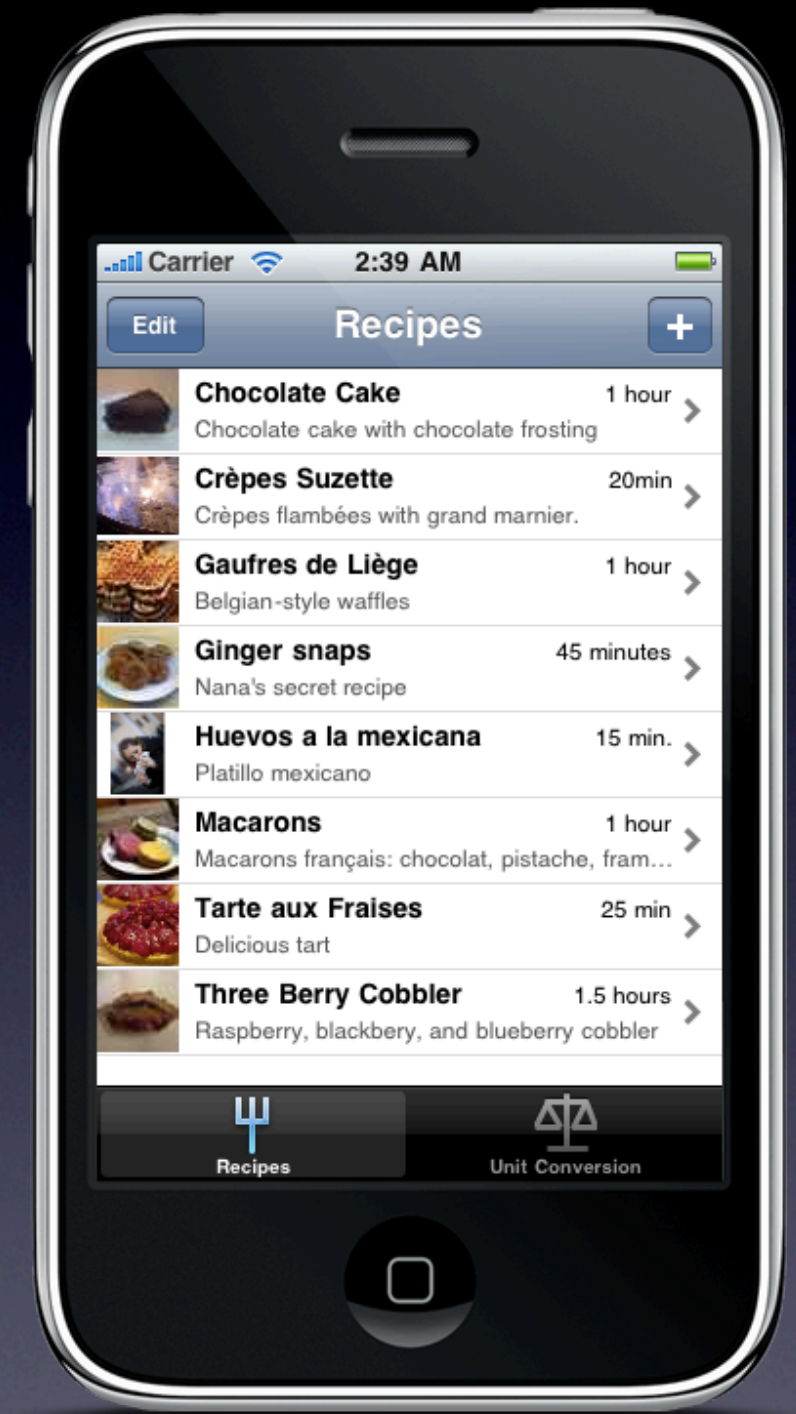 Carrier 2:39 AM
Edit Recipes +
Chocolate Cake 1 hour
Chocolate cake with chocolate frosting
Crèpes Suzette 20min
Crèpes flambées with grand marnier.
Gaufres de Liège 1 hour
Belgian-style waffles
Ginger snaps 45 minutes
Nana's secret recipe
Huevos a la mexicana 15 min.
Platillo mexicano
Macarons 1 hour
Macarons français: chocolat, pistache, fram...
Tarte aux Fraises 25 min
Delicious tart
Three Berry Cobbler 1.5 hours
Raspberry, blackbery, and blueberry cobbler
Recipes Unit Conversion